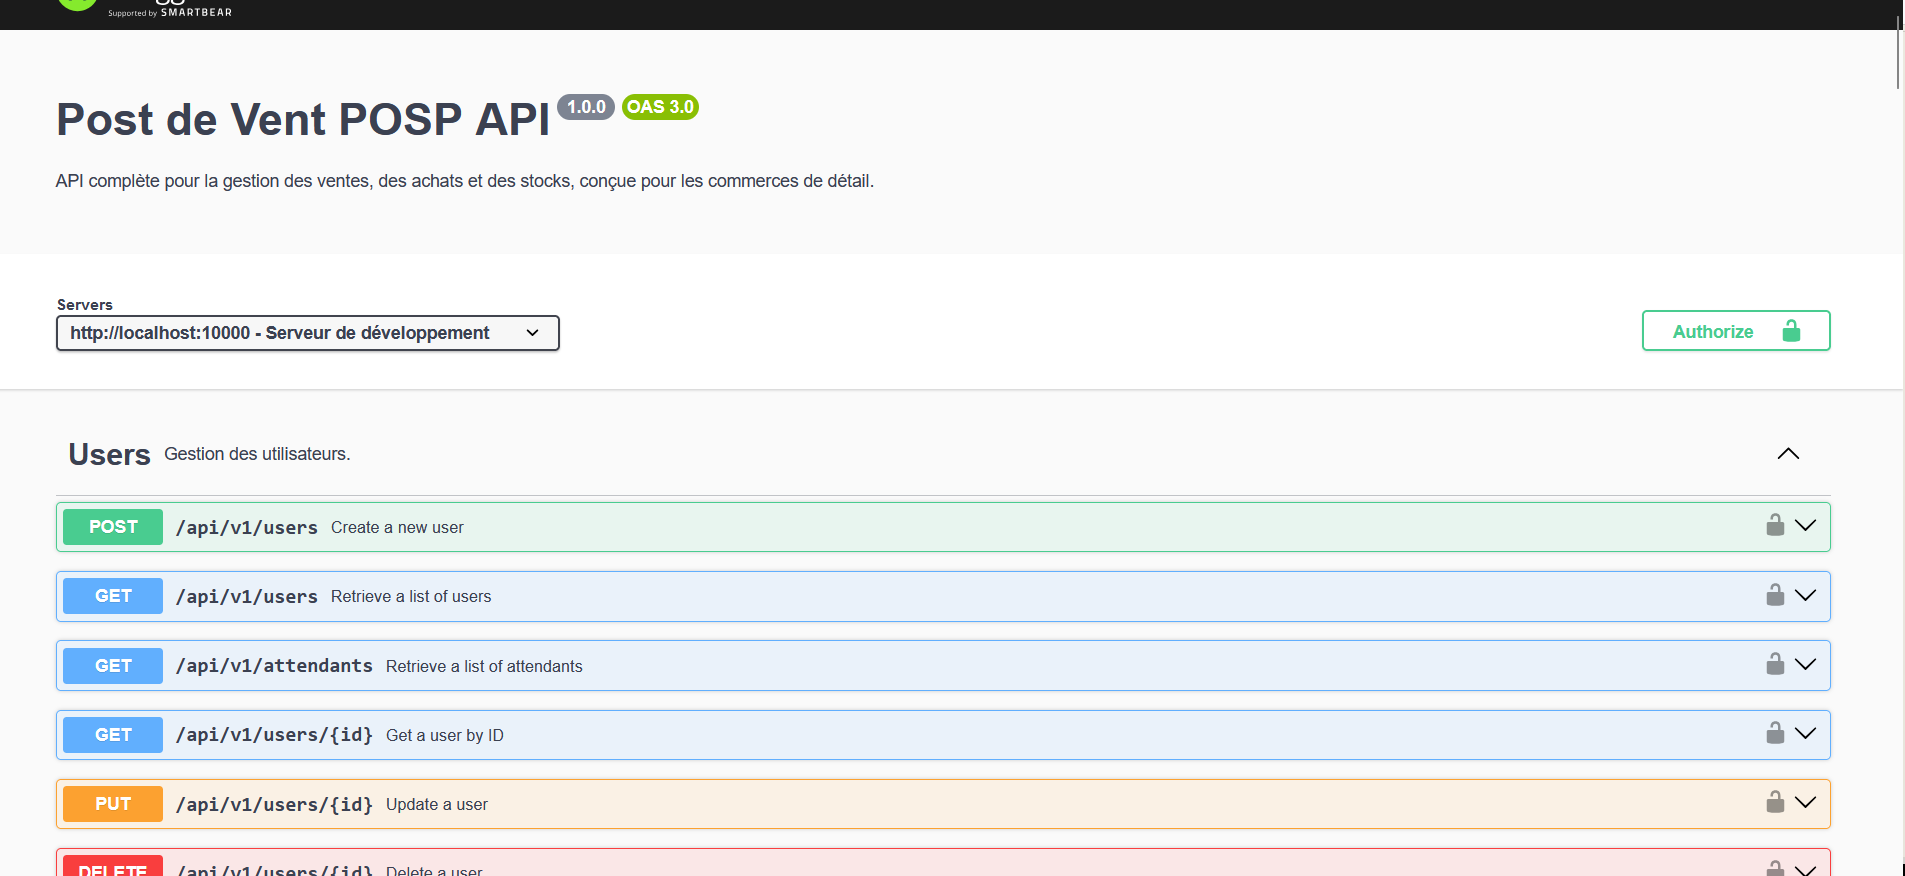 Supported by SMARTBEAR
Post de Vent POSP API 1.0.0 OAS 3.0
API complète pour la gestion des ventes, des achats et des stocks, conçue pour les commerces de détail.
Servers
http://localhost:10000 - Serveur de développement
Authorize
Users Gestion des utilisateurs.
POST /api/v1/users Create a new user
GET /api/v1/users Retrieve a list of users
GET /api/v1/attendants Retrieve a list of attendants
GET /api/v1/users/{id} Get a user by ID
PUT /api/v1/users/{id} Update a user
DELETE /api/v1/users/{id} Delete a user